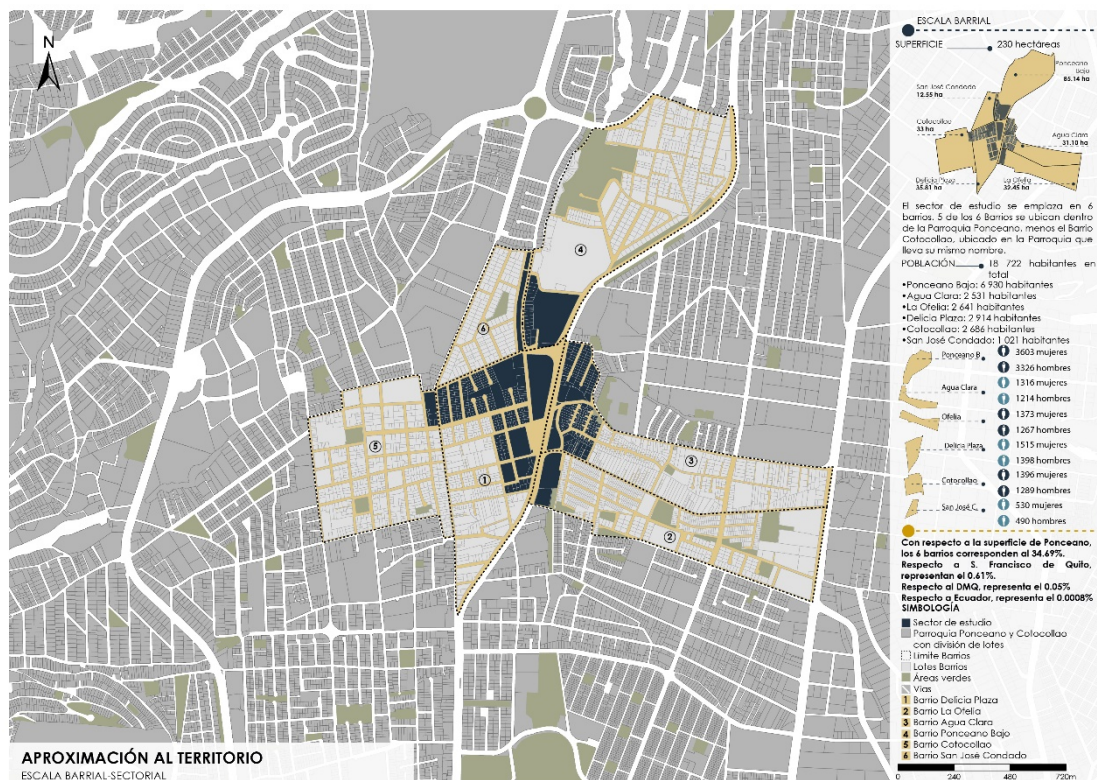 N
4
6
5
3
1
2
APROXIMACIÓN AL TERRITORIO
ESCALA BARRIAL-SECTORIAL
ESCALA BARRIAL
SUPERFICIE 230 hectáreas
Ponceano
Bajo
85.14 ha
San José Condado
12.55 ha
Cotocollao
33 ha
Agua Clara
31.10 ha
Delicia Plaza
35.81 ha
La Ofelia
32.45 ha
El sector de estudio se emplaza en 6
barrios. 5 de los 6 Barrios se ubican dentro
de la Parroquia Ponceano, menos el Barrio
Cotocollao, ubicado en la Parroquia que
lleva su mismo nombre.
POBLACIÓN 18 722 habitantes en
total
•Ponceano Bajo: 6 930 habitantes
•Agua Clara: 2 531 habitantes
•La Ofelia: 2 641 habitantes
•Delicia Plaza: 2 914 habitantes
•Cotocollao: 2 686 habitantes
•San José Condado: 1 021 habitantes
Ponceano B. 3603 mujeres
3326 hombres
Agua Clara 1316 mujeres
1214 hombres
Ofelia 1373 mujeres
1267 hombres
Delicia Plaza 1515 mujeres
1398 hombres
Cotocollao 1396 mujeres
1289 hombres
San José C. 530 mujeres
490 hombres
Con respecto a la superficie de Ponceano,
los 6 barrios corresponden al 34.69%.
Respecto a S. Francisco de Quito,
representan el 0.61%.
Respecto al DMQ, representa el 0.05%
Respecto a Ecuador, representa el 0.0008%
SIMBOLOGÍA
Sector de estudio
Parroquia Ponceano y Cotocollao
con división de lotes
Límite Barrios
Lotes Barrios
Áreas verdes
Vías
1 Barrio Delicia Plaza
2 Barrio La Ofelia
3 Barrio Agua Clara
4 Barrio Ponceano Bajo
5 Barrio Cotocollao
6 Barrio San José Condado
0 240 480 720m